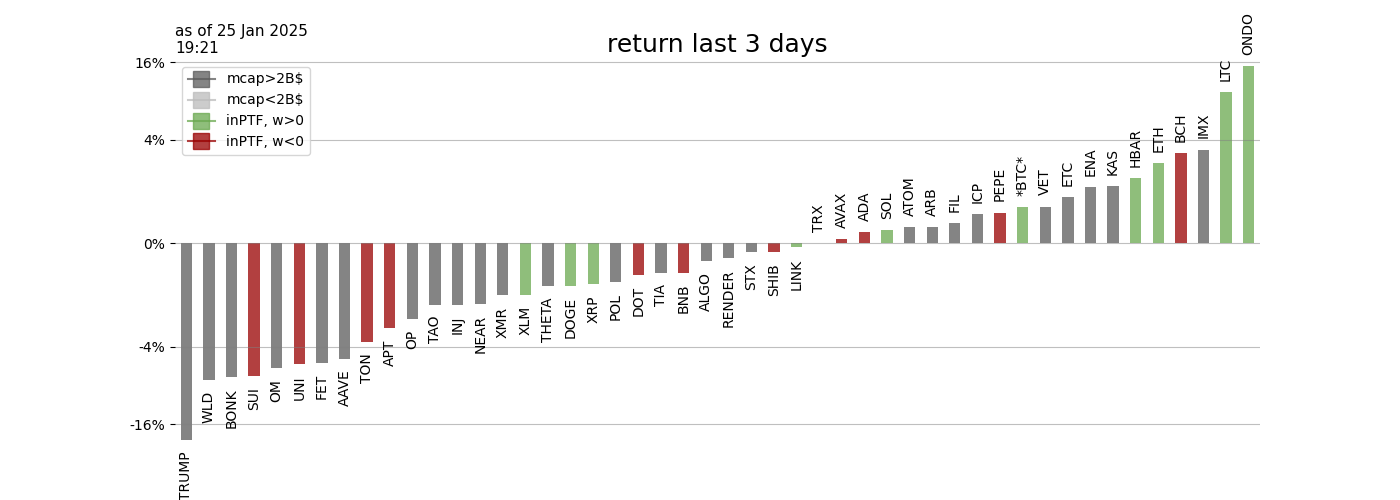 as of 25 Jan 2025
19:21
return last 3 days
16%
4%
0%
-4%
-16%
mcap>2B$
mcap<2B$
inPTF, w>0
inPTF, w<0
TRUMP
WLD
BONK
SUI
OM
UNI
FET
AAVE
TON
APT
OP
TAO
INJ
NEAR
XMR
XLM
THETA
DOGE
XRP
POL
DOT
TIA
BNB
ALGO
RENDER
STX
SHIB
LINK
TRX
AVAX
ADA
SOL
ATOM
ARB
FIL
ICP
PEPE
*BTC*
VET
ETC
ENA
KAS
HBAR
ETH
BCH
IMX
LTC
ONDO